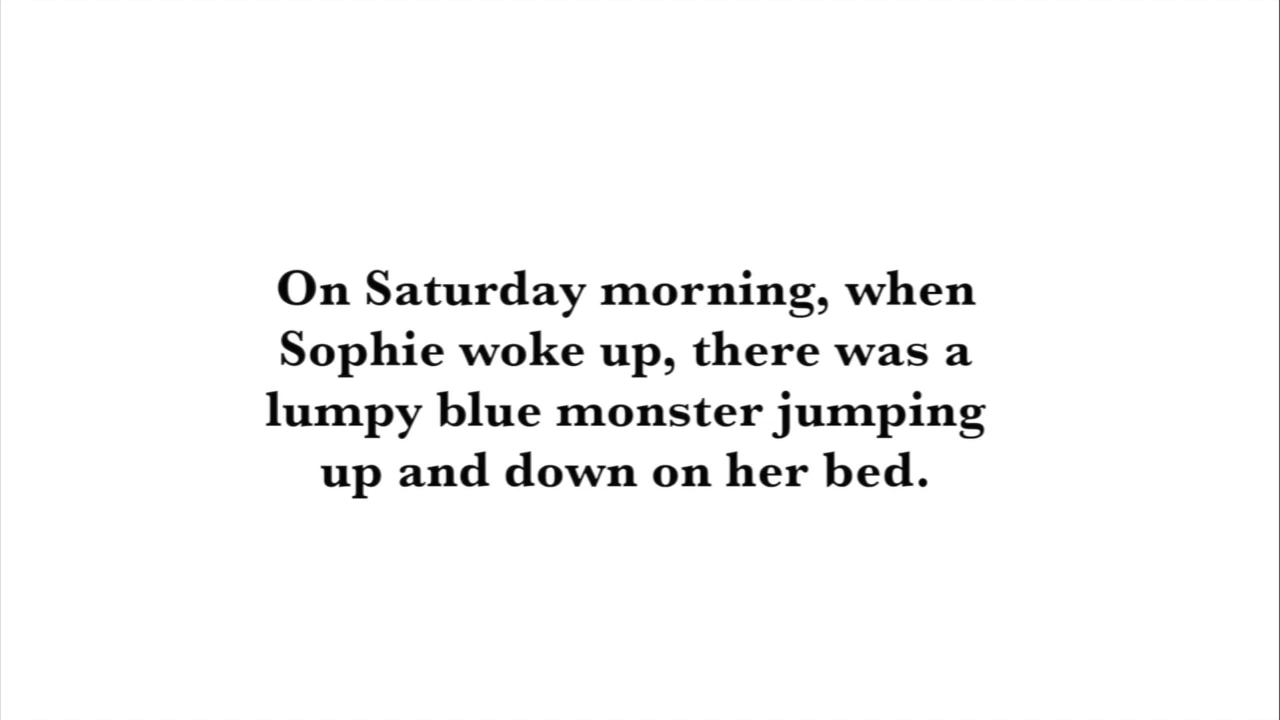 On Saturday morning, when
Sophie woke up, there was a
lumpy blue monster jumping
up and down on her bed.